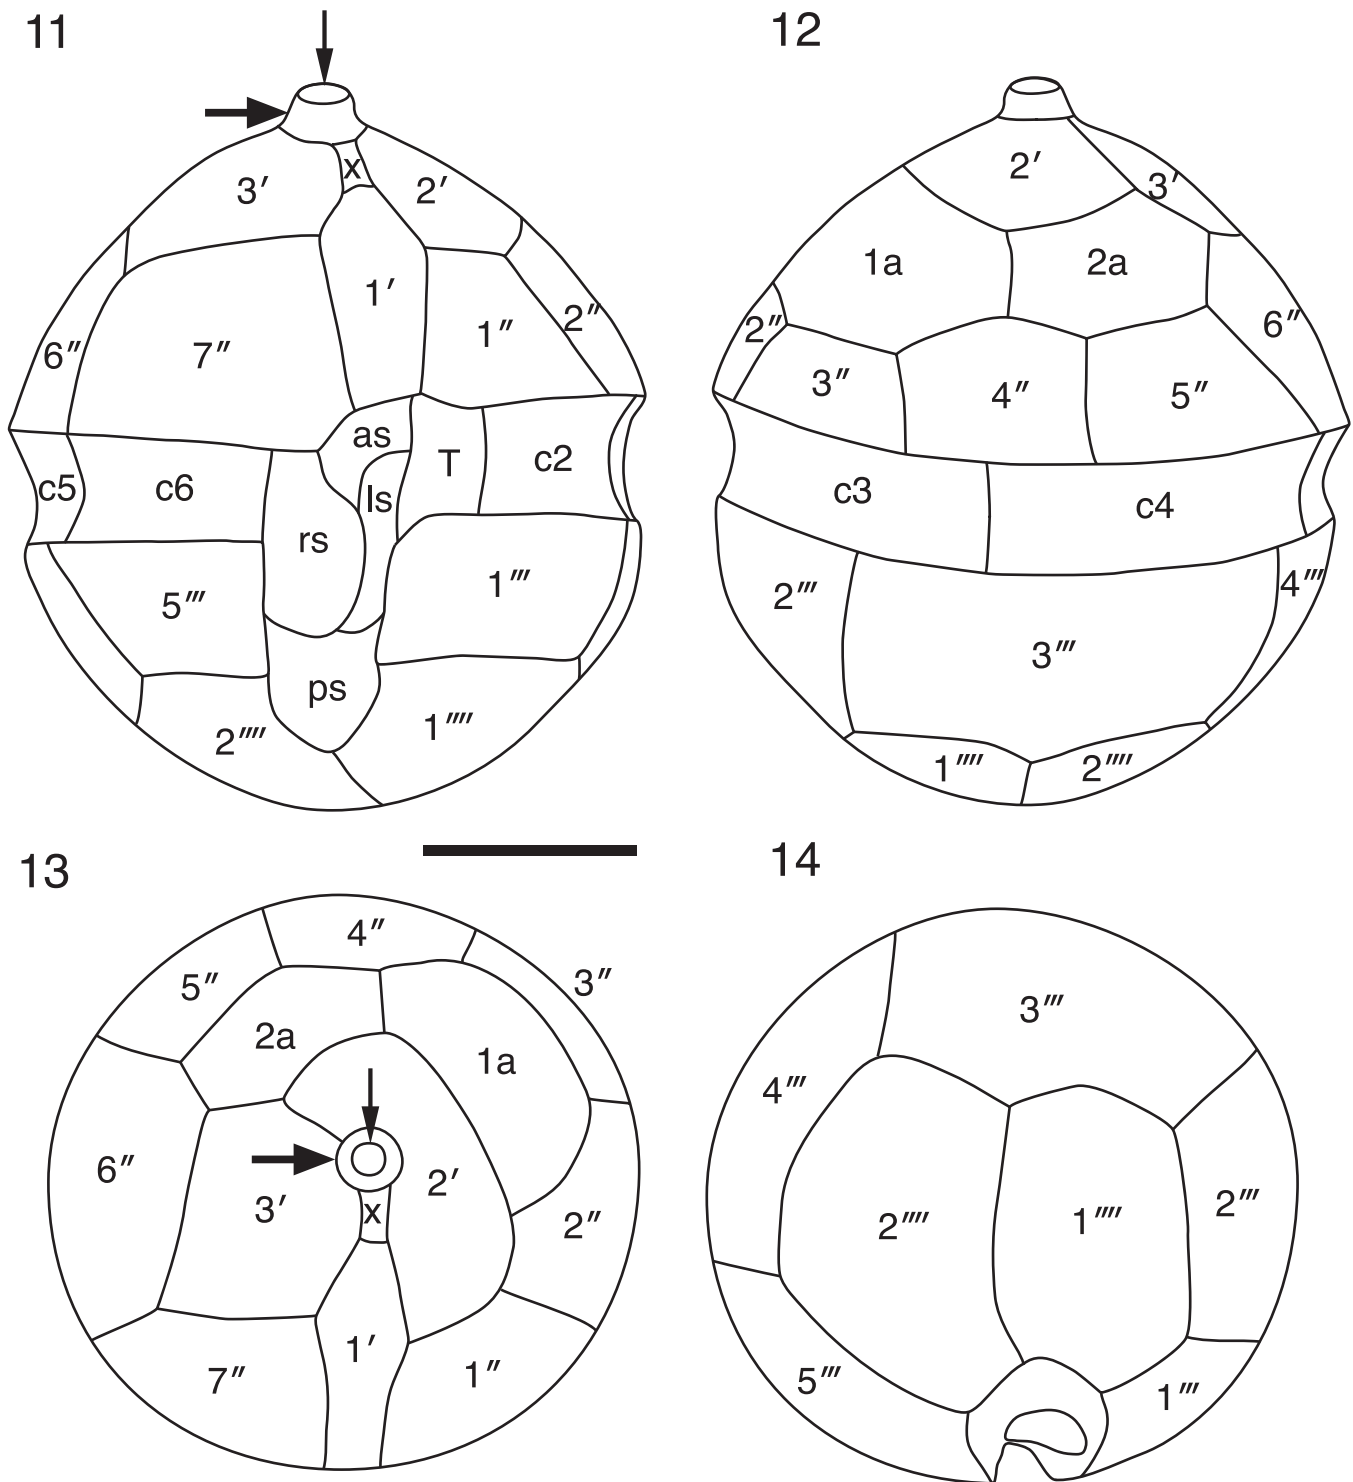 11
x
3′
2′
1′
1″
2″
7″
6″
as
T
c2
ls
c5
c6
rs
1‴
5‴
ps
1⁗
2⁗
12
2′
3′
1a
2a
2″
6″
3″
4″
5″
c3
c4
2‴
4‴
3‴
1⁗
2⁗
13
4″
5″
3″
2a
1a
6″
3′
2′
x
2″
1′
7″
1″
14
3‴
4‴
2⁗
1⁗
2‴
5‴
1‴